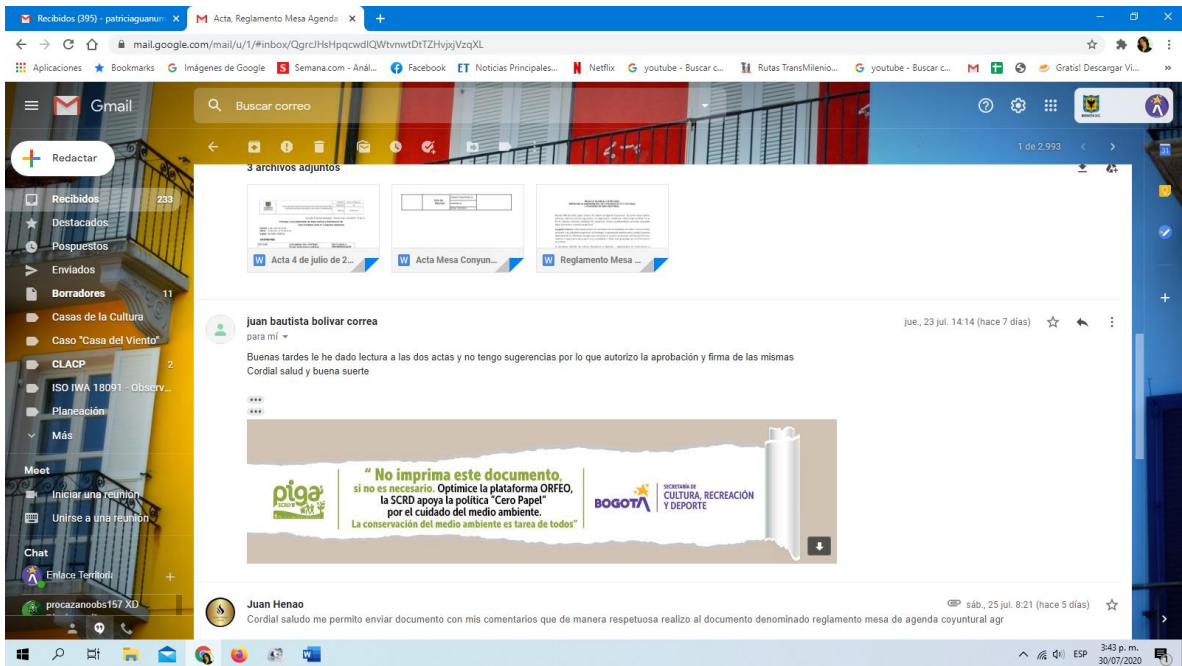 Recibidos (395) - patriciaguanum
Acta, Reglamento Mesa Agenda
mail.google.com/mail/u/1/#inbox/QgrcJHsHpqcwdlQWtvnwtDtTZHvjxjVzqXL
Aplicaciones Bookmarks Imágenes de Google Semana.com - Anál... Facebook Noticias Principales... Netflix youtube - Buscar c... Rutas TransMilenio... youtube - Buscar c... Gratis! Descargar Vi... »
Gmail
Buscar correo
Redactar
1 de 2.993
3 archivos adjuntos
Recibidos 233
Destacados
Pospuestos
Enviados
Borradores 11
Casas de la Cultura
Caso "Casa del Viento"
CLACP 2
ISO IWA 18091 - Observ...
Planeación
Más
Meet
Iniciar una reunión
Unirse a una reunión
Chat
Enlace Territori
procazanoobs157 XD
Acta 4 de julio de 2...
Acta Mesa Conyun...
Reglamento Mesa ...
juan bautista bolivar correa
jue., 23 jul. 14:14 (hace 7 días)
para mí
Buenas tardes le he dado lectura a las dos actas y no tengo sugerencias por lo que autorizo la aprobación y firma de las mismas
Cordial salud y buena suerte
piga
“ No imprima este documento,
si no es necesario. Optimice la plataforma ORFEO,
la SCRD apoya la política "Cero Papel"
por el cuidado del medio ambiente.
La conservación del medio ambiente es tarea de todos”
BOGOTÁ
SECRETARÍA DE
CULTURA, RECREACIÓN
Y DEPORTE
Juan Henao
sáb., 25 jul. 8:21 (hace 5 días)
Cordial saludo me permito enviar documento con mis comentarios que de manera respetuosa realizo al documento denominado reglamento mesa de agenda coyuntural agr
ESP
3:43 p. m.
30/07/2020